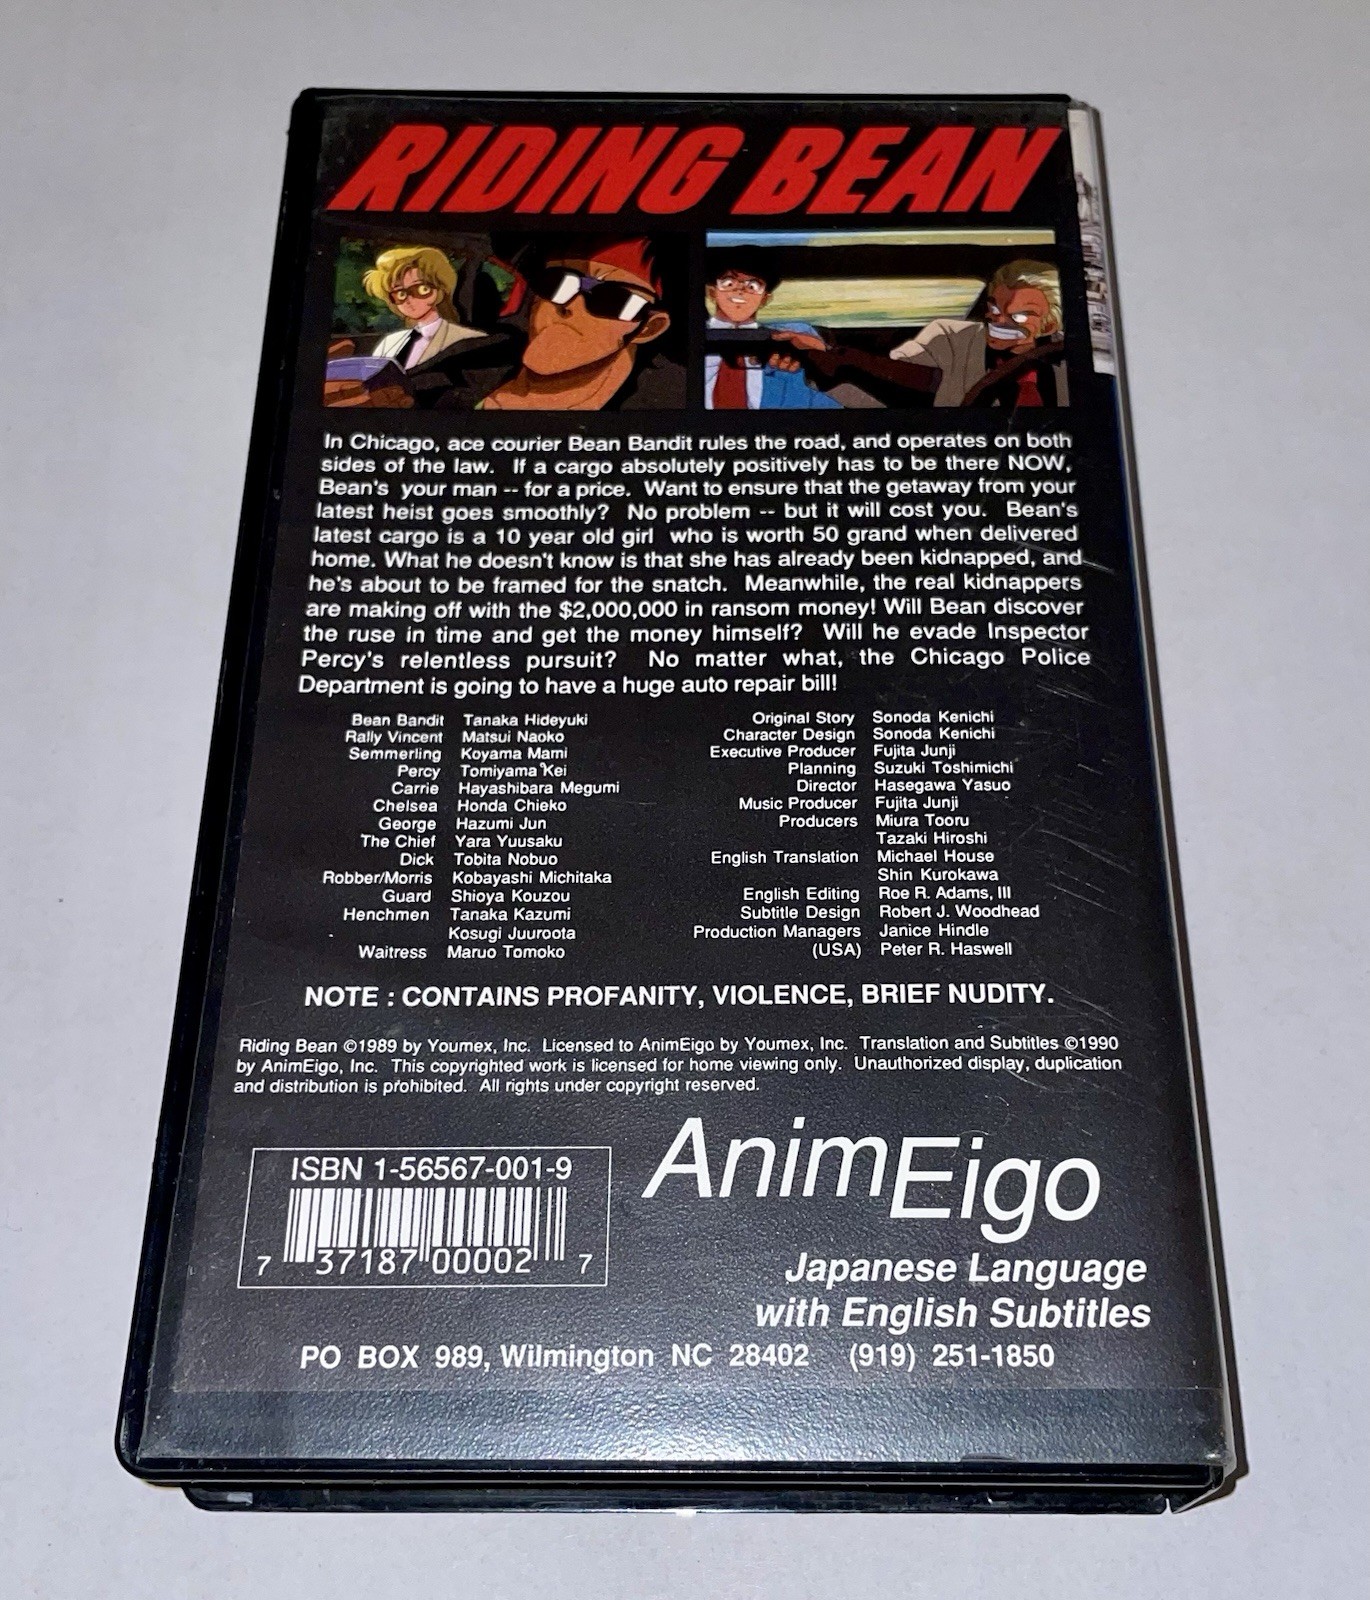 RIDING BEAN
In Chicago, ace courier Bean Bandit rules the road, and operates on both
sides of the law. If a cargo absolutely positively has to be there NOW,
Bean's your man -- for a price. Want to ensure that the getaway from your
latest heist goes smoothly? No problem -- but it will cost you. Bean's
latest cargo is a 10 year old girl who is worth 50 grand when delivered
home. What he doesn't know is that she has already been kidnapped, and
he's about to be framed for the snatch. Meanwhile, the real kidnappers
are making off with the $2,000,000 in ransom money! Will Bean discover
the ruse in time and get the money himself? Will he evade Inspector
Percy's relentless pursuit? No matter what, the Chicago Police
Department is going to have a huge auto repair bill!
Bean Bandit Tanaka Hideyuki
Rally Vincent Matsui Naoko
Semmerling Koyama Mami
Percy Tomiyama Kei
Carrie Hayashibara Megumi
Chelsea Honda Chieko
George Hazumi Jun
The Chief Yara Yuusaku
Dick Tobita Nobuo
Robber/Morris Kobayashi Michitaka
Guard Shioya Kouzou
Henchmen Tanaka Kazumi
Kosugi Juuroota
Waitress Maruo Tomoko
Original Story Sonoda Kenichi
Character Design Sonoda Kenichi
Executive Producer Fujita Junji
Planning Suzuki Toshimichi
Director Hasegawa Yasuo
Music Producer Fujita Junji
Producers Miura Tooru
Tazaki Hiroshi
English Translation Michael House
Shin Kurokawa
English Editing Roe R. Adams, III
Subtitle Design Robert J. Woodhead
Production Managers Janice Hindle
(USA) Peter R. Haswell
NOTE : CONTAINS PROFANITY, VIOLENCE, BRIEF NUDITY.
Riding Bean ©1989 by Youmex, Inc. Licensed to AnimEigo by Youmex, Inc. Translation and Subtitles ©1990
by AnimEigo, Inc. This copyrighted work is licensed for home viewing only. Unauthorized display, duplication
and distribution is prohibited. All rights under copyright reserved.
ISBN 1-56567-001-9
7 37187 00002 7
AnimEigo
Japanese Language
with English Subtitles
PO BOX 989, Wilmington NC 28402 (919) 251-1850